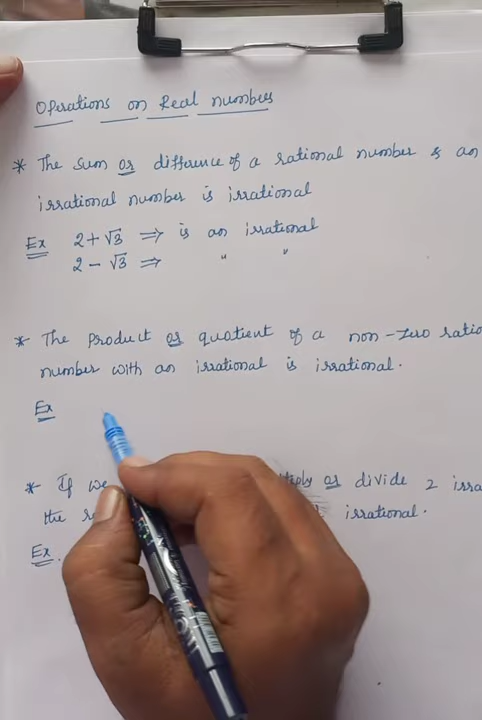 Operations on Real numbers
* The sum or difference of a rational number & an
irrational number is irrational
Ex 2+√3 ⇒ is an irrational
2-√3 ⇒ " "
* The product or quotient of a non-zero
number with an irrational is irrational.
Ex
* If we or divide 2
the irrational.
Ex.